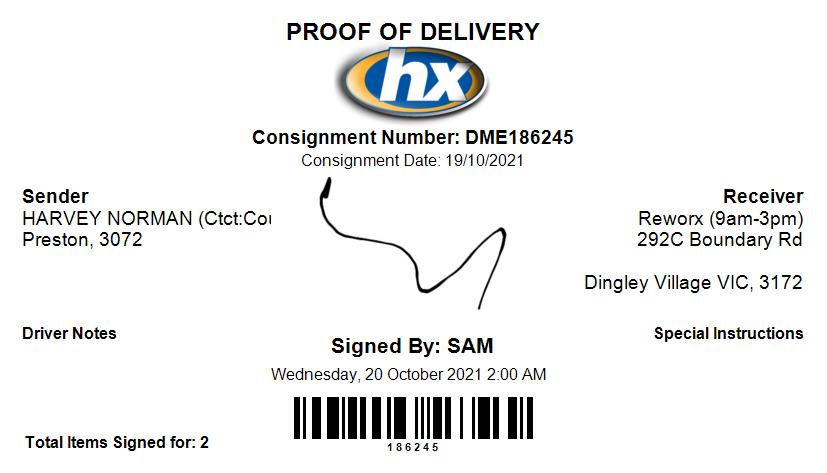 PROOF OF DELIVERY
hx
Consignment Number: DME186245
Consignment Date: 19/10/2021
Sender
HARVEY NORMAN (Ctct:Cou
Preston, 3072
Receiver
Reworx (9am-3pm)
292C Boundary Rd
Dingley Village VIC, 3172
Driver Notes
Special Instructions
Signed By: SAM
Wednesday, 20 October 2021 2:00 AM
186245
Total Items Signed for: 2